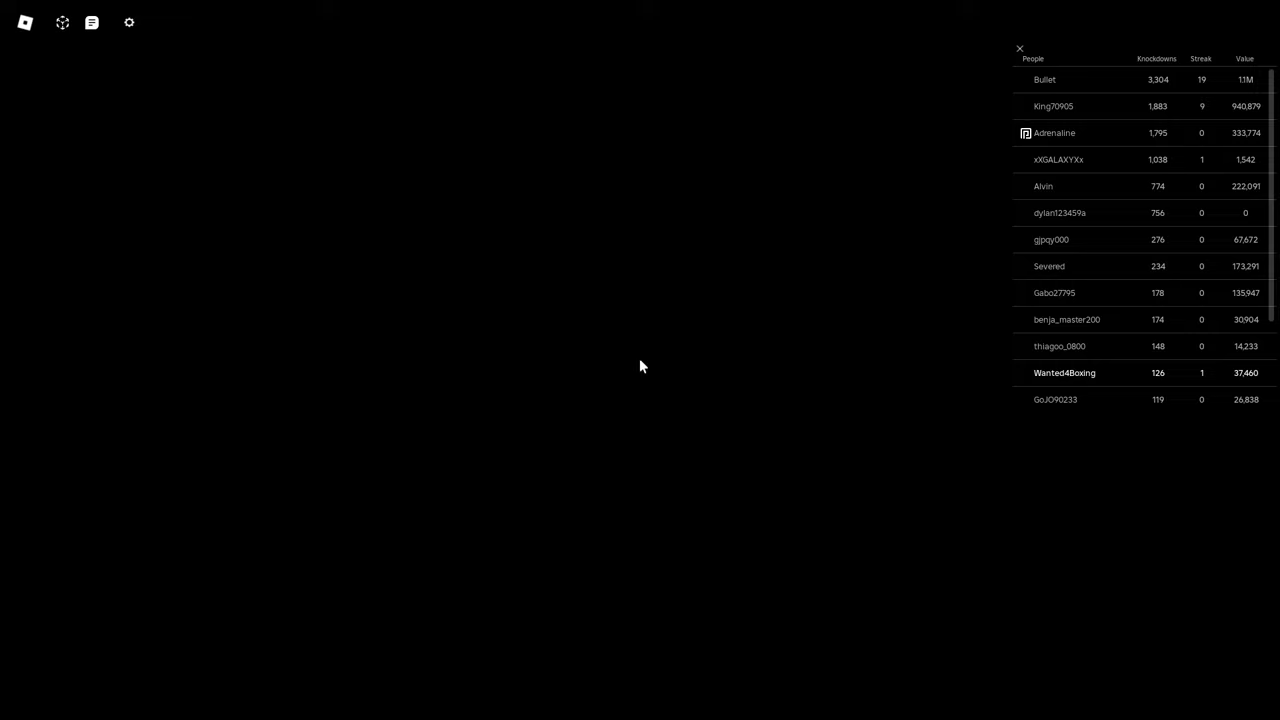 People Knockdowns Streak Value
Bullet 3,304 19 1.1M
King70905 1,883 9 940,879
Adrenaline 1,795 0 333,774
xXGALAXYXx 1,038 1 1,542
Alvin 774 0 222,091
dylan123459a 756 0 0
gjpqy000 276 0 67,672
Severed 234 0 173,291
Gabo27795 178 0 135,947
benja_master200 174 0 30,904
thiagoo_0800 148 0 14,233
Wanted4Boxing 126 1 37,460
GoJO90233 119 0 26,838